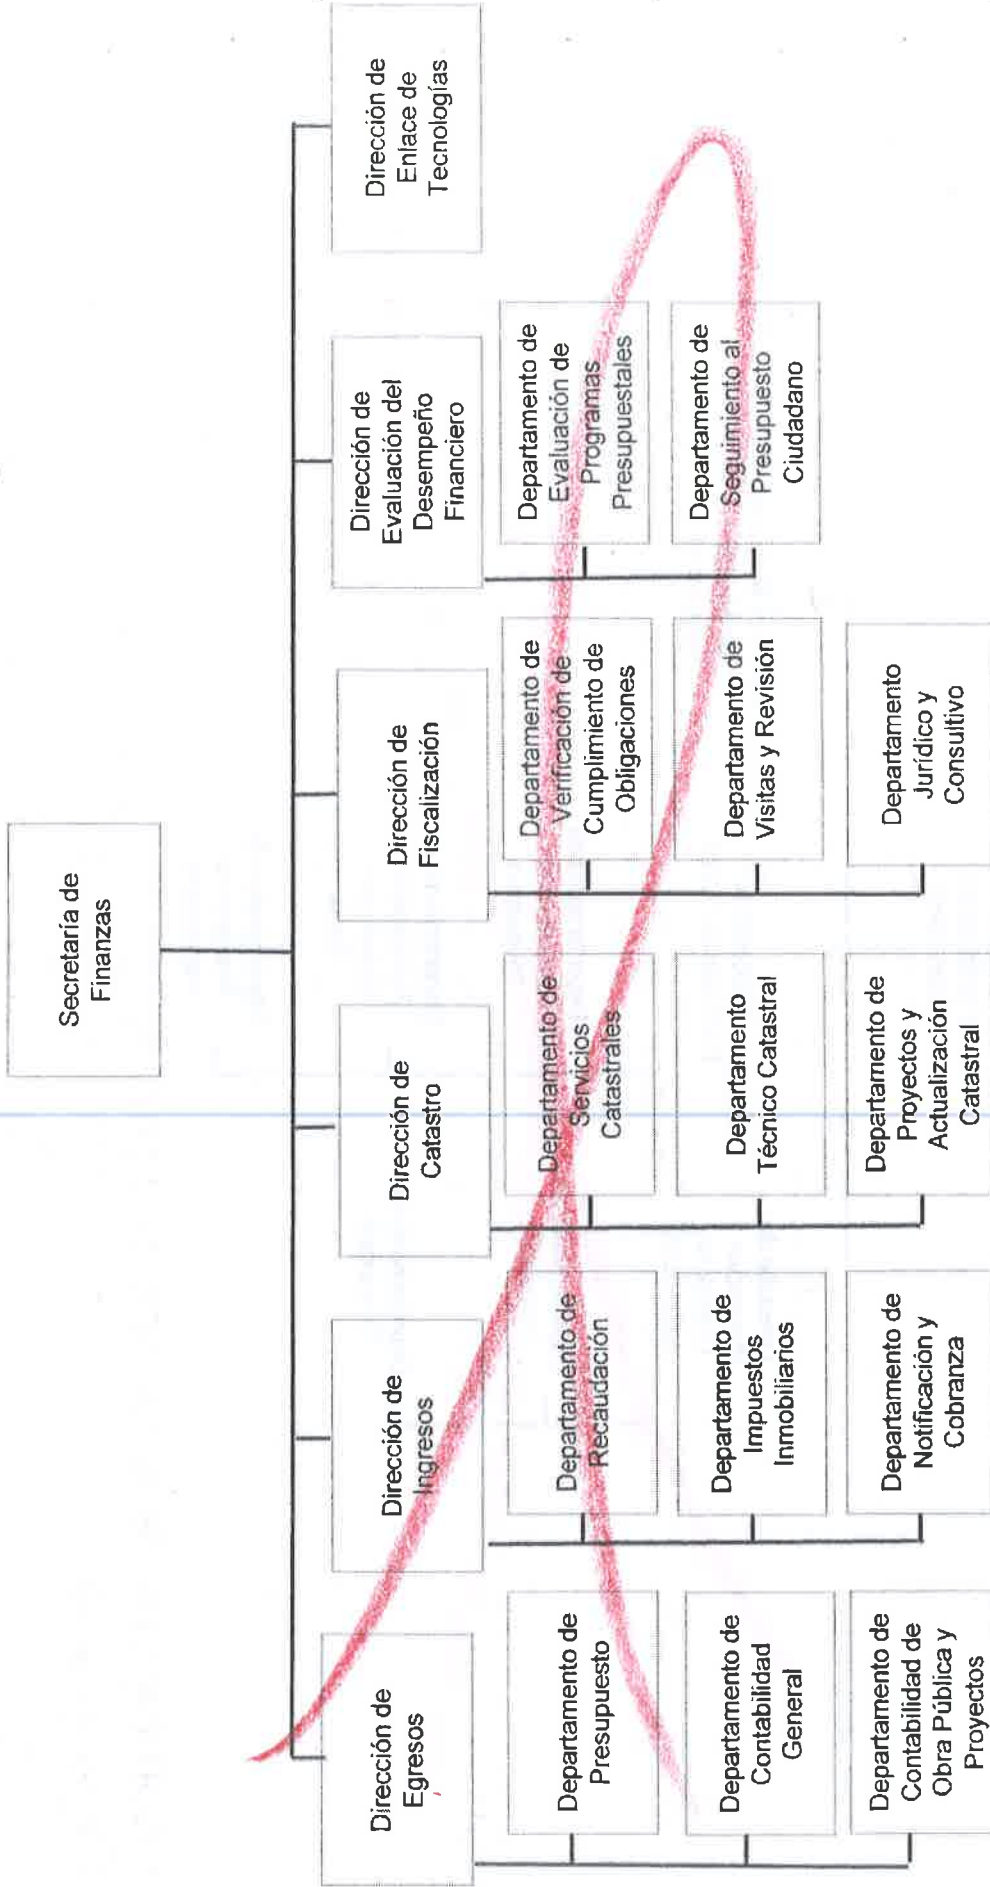 Secretaría de
Finanzas
Dirección de
Egresos
Dirección de
Ingresos
Dirección de
Catastro
Dirección de
Fiscalización
Dirección de
Evaluación del
Desempeño
Financiero
Dirección de
Enlace de
Tecnologías
Departamento de
Presupuesto
Departamento de
Contabilidad
General
Departamento de
Contabilidad de
Obra Pública y
Proyectos
Departamento de
Recaudación
Departamento de
Impuestos
Inmobiliarios
Departamento de
Notificación y
Cobranza
Departamento de
Servicios
Catastrales
Departamento
Técnico Catastral
Departamento de
Proyectos y
Actualización
Catastral
Departamento de
Verificación de
Cumplimiento de
Obligaciones
Departamento de
Visitas y Revisión
Departamento
Jurídico y
Consultivo
Departamento de
Evaluación de
Programas
Presupuestales
Departamento de
Seguimiento al
Presupuesto
Ciudadano